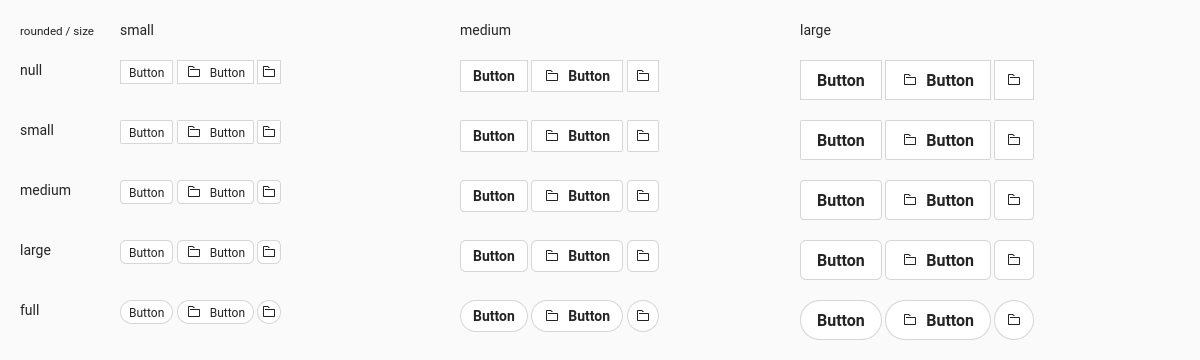 rounded / size small medium large
null Button Button Button Button Button Button
small Button Button Button Button Button Button
medium Button Button Button Button Button Button
large Button Button Button Button Button Button
full Button Button Button Button Button Button